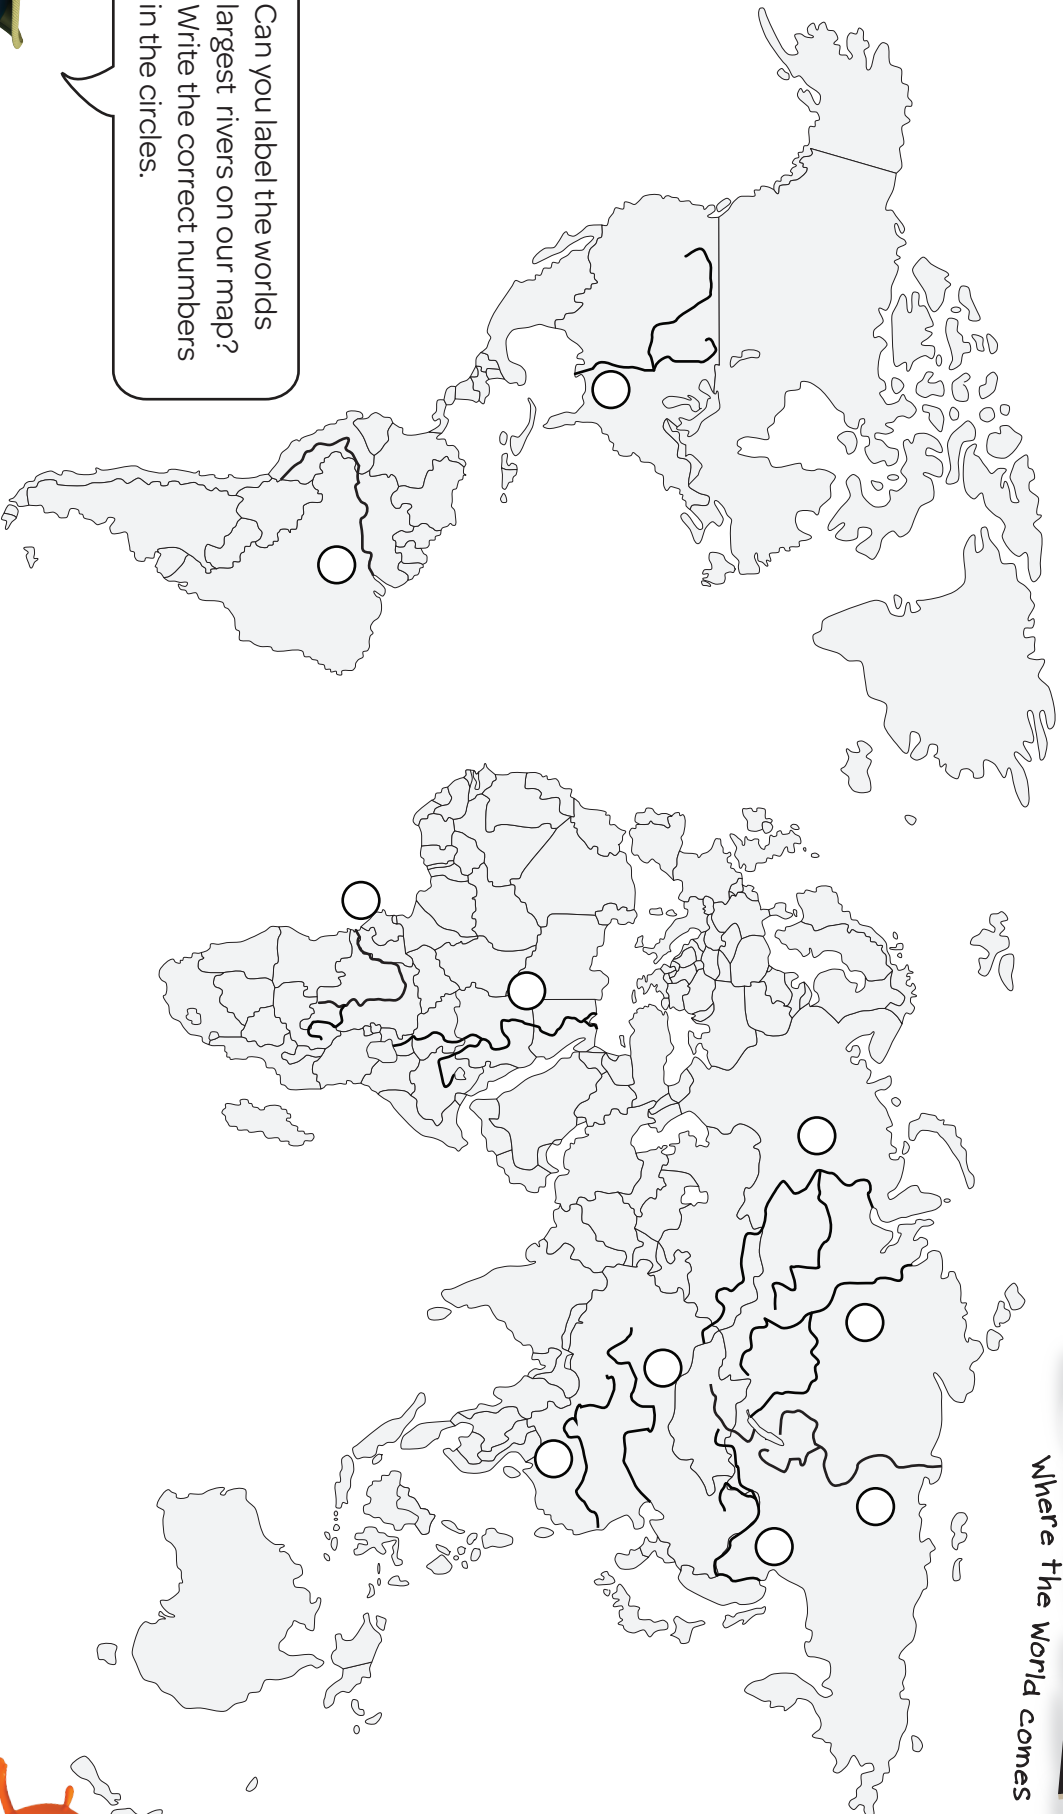 Can you label the worlds
largest rivers on our map?
Write the correct numbers
in the circles.
Where the World comes